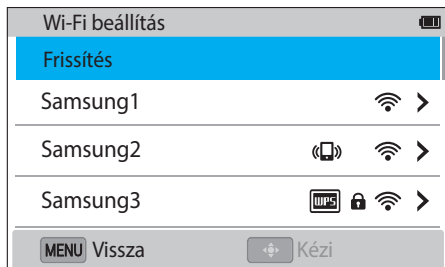 Wi-Fi beállítás
Frissítés
Samsung1
Samsung2
Samsung3 WPS
MENU Vissza Kézi